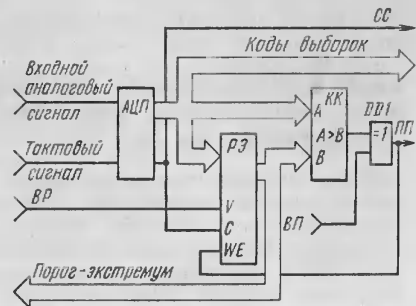 СС
Коды выборок
Входной
аналоговый
сигнал
АЦП
КК
А
А>В
В
DD1
=1
ПП
Тактовый
сигнал
РЭ
ВР
V
C
WE
ВП
Порог-экстремум